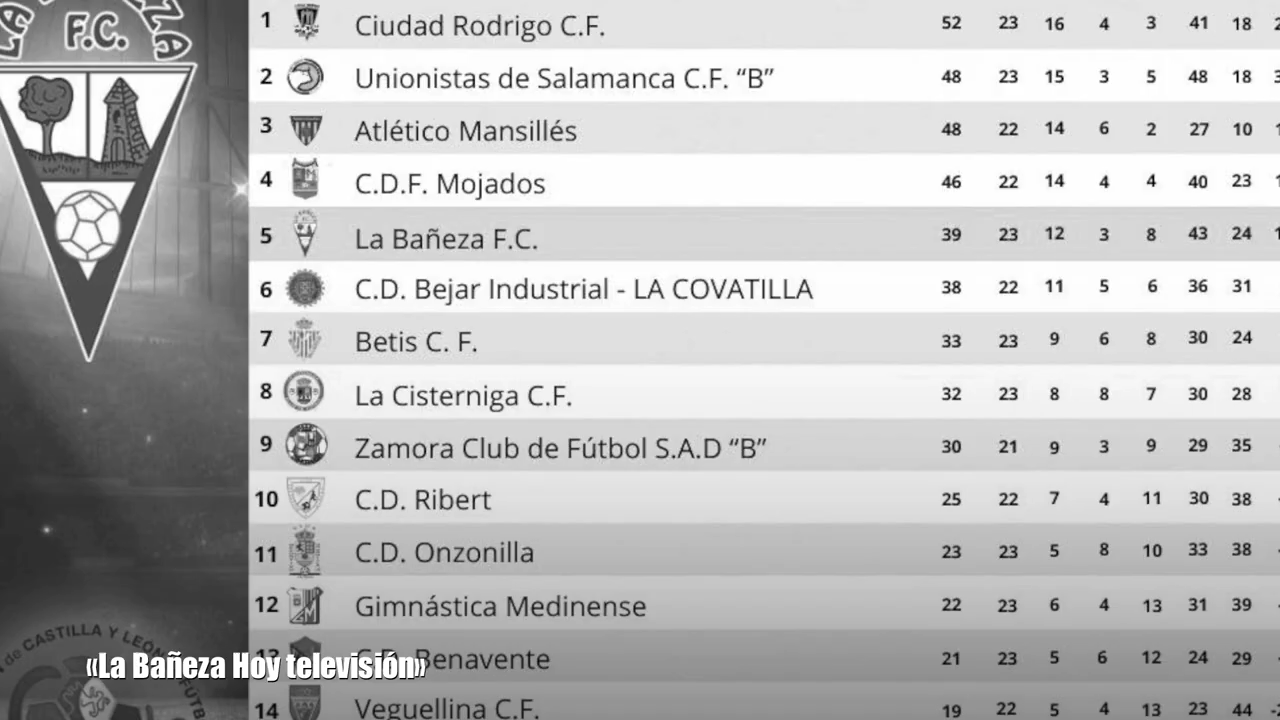 F.C.
1 Ciudad Rodrigo C.F. 52 23 16 4 3 41 18
2 Unionistas de Salamanca C.F. “B” 48 23 15 3 5 48 18
3 Atlético Mansillés 48 22 14 6 2 27 10
4 C.D.F. Mojados 46 22 14 4 4 40 23
5 La Bañeza F.C. 39 23 12 3 8 43 24
6 C.D. Bejar Industrial - LA COVATILLA 38 22 11 5 6 36 31
7 Betis C. F. 33 23 9 6 8 30 24
8 La Cisterniga C.F. 32 23 8 8 7 30 28
9 Zamora Club de Fútbol S.A.D “B” 30 21 9 3 9 29 35
10 C.D. Ribert 25 22 7 4 11 30 38
11 C.D. Onzonilla 23 23 5 8 10 33 38
12 Gimnástica Medinense 22 23 6 4 13 31 39
13 C.D. Benavente 21 23 5 6 12 24 29
14 Veguellina C.F. 19 22 5 4 13 23 44
de CASTILLA Y LEÓN
«La Bañeza Hoy televisión»